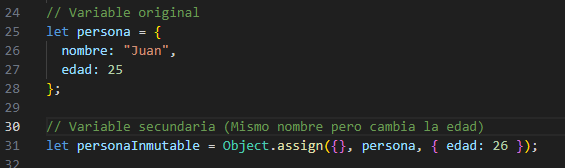 24 // Variable original
25 let persona = {
26 nombre: "Juan",
27 edad: 25
28 };
29
30 // Variable secundaria (Mismo nombre pero cambia la edad)
31 let personaInmutable = Object.assign({}, persona, { edad: 26 });
32